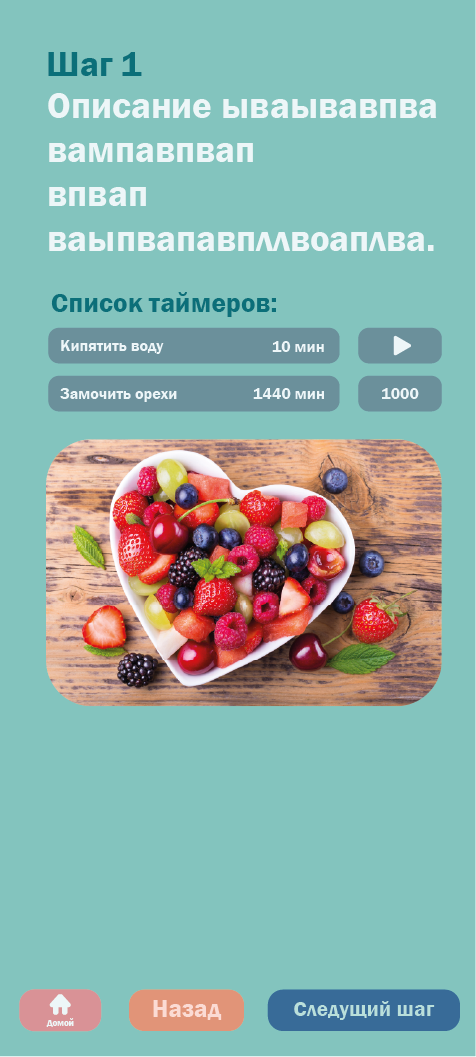 Шаг 1
Описание ываывавпва
вампавпвап
впвап
ваыпвапавплллвоаплва.
Список таймеров:
Кипятить воду 10 мин
Замочить орехи 1440 мин 1000
Домой
Назад
Следущий шаг